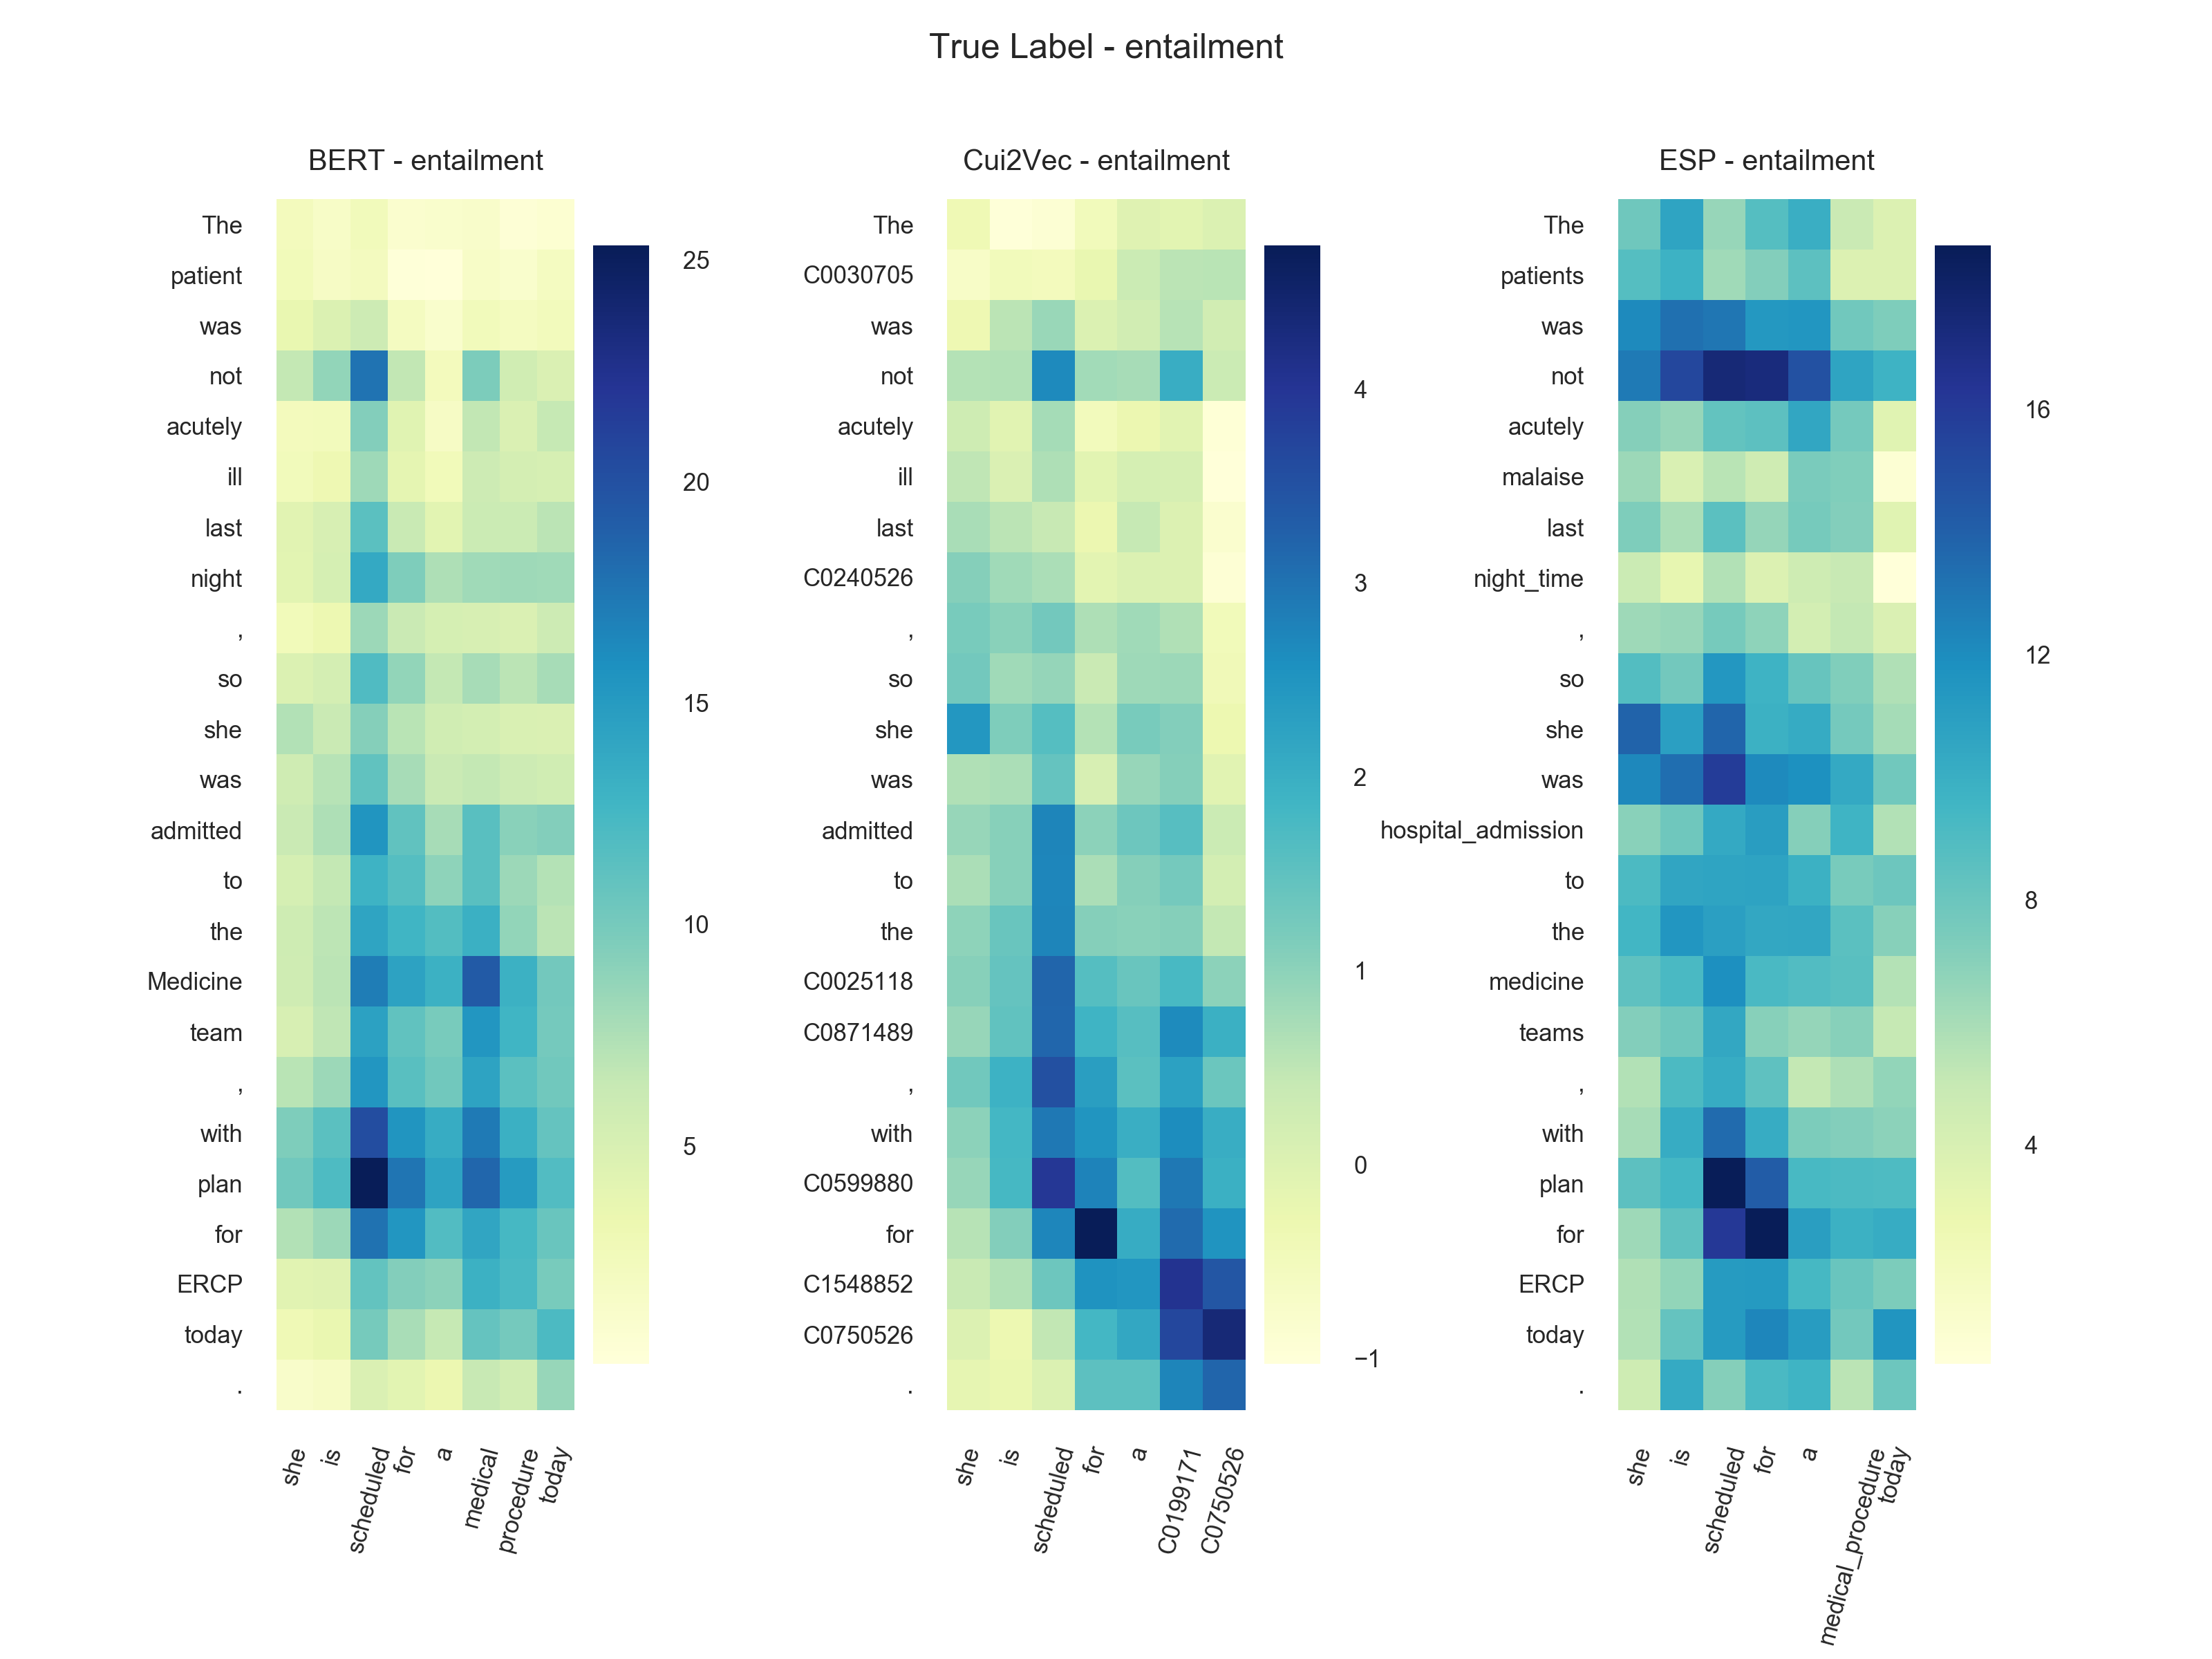 True Label - entailment
BERT - entailment
The
patient
was
not
acutely
ill
last
night
,
so
she
was
admitted
to
the
Medicine
team
,
with
plan
for
ERCP
today
.
she
is
scheduled
for
a
medical
procedure
today
25
20
15
10
5
Cui2Vec - entailment
The
C0030705
was
not
acutely
ill
last
C0240526
,
so
she
was
admitted
to
the
C0025118
C0871489
,
with
C0599880
for
C1548852
C0750526
.
she
is
scheduled
for
a
C0199171
C0750526
4
3
2
1
0
−1
ESP - entailment
The
patients
was
not
acutely
malaise
last
night_time
,
so
she
was
hospital_admission
to
the
medicine
teams
,
with
plan
for
ERCP
today
.
she
is
scheduled
for
a
medical_procedure
today
16
12
8
4